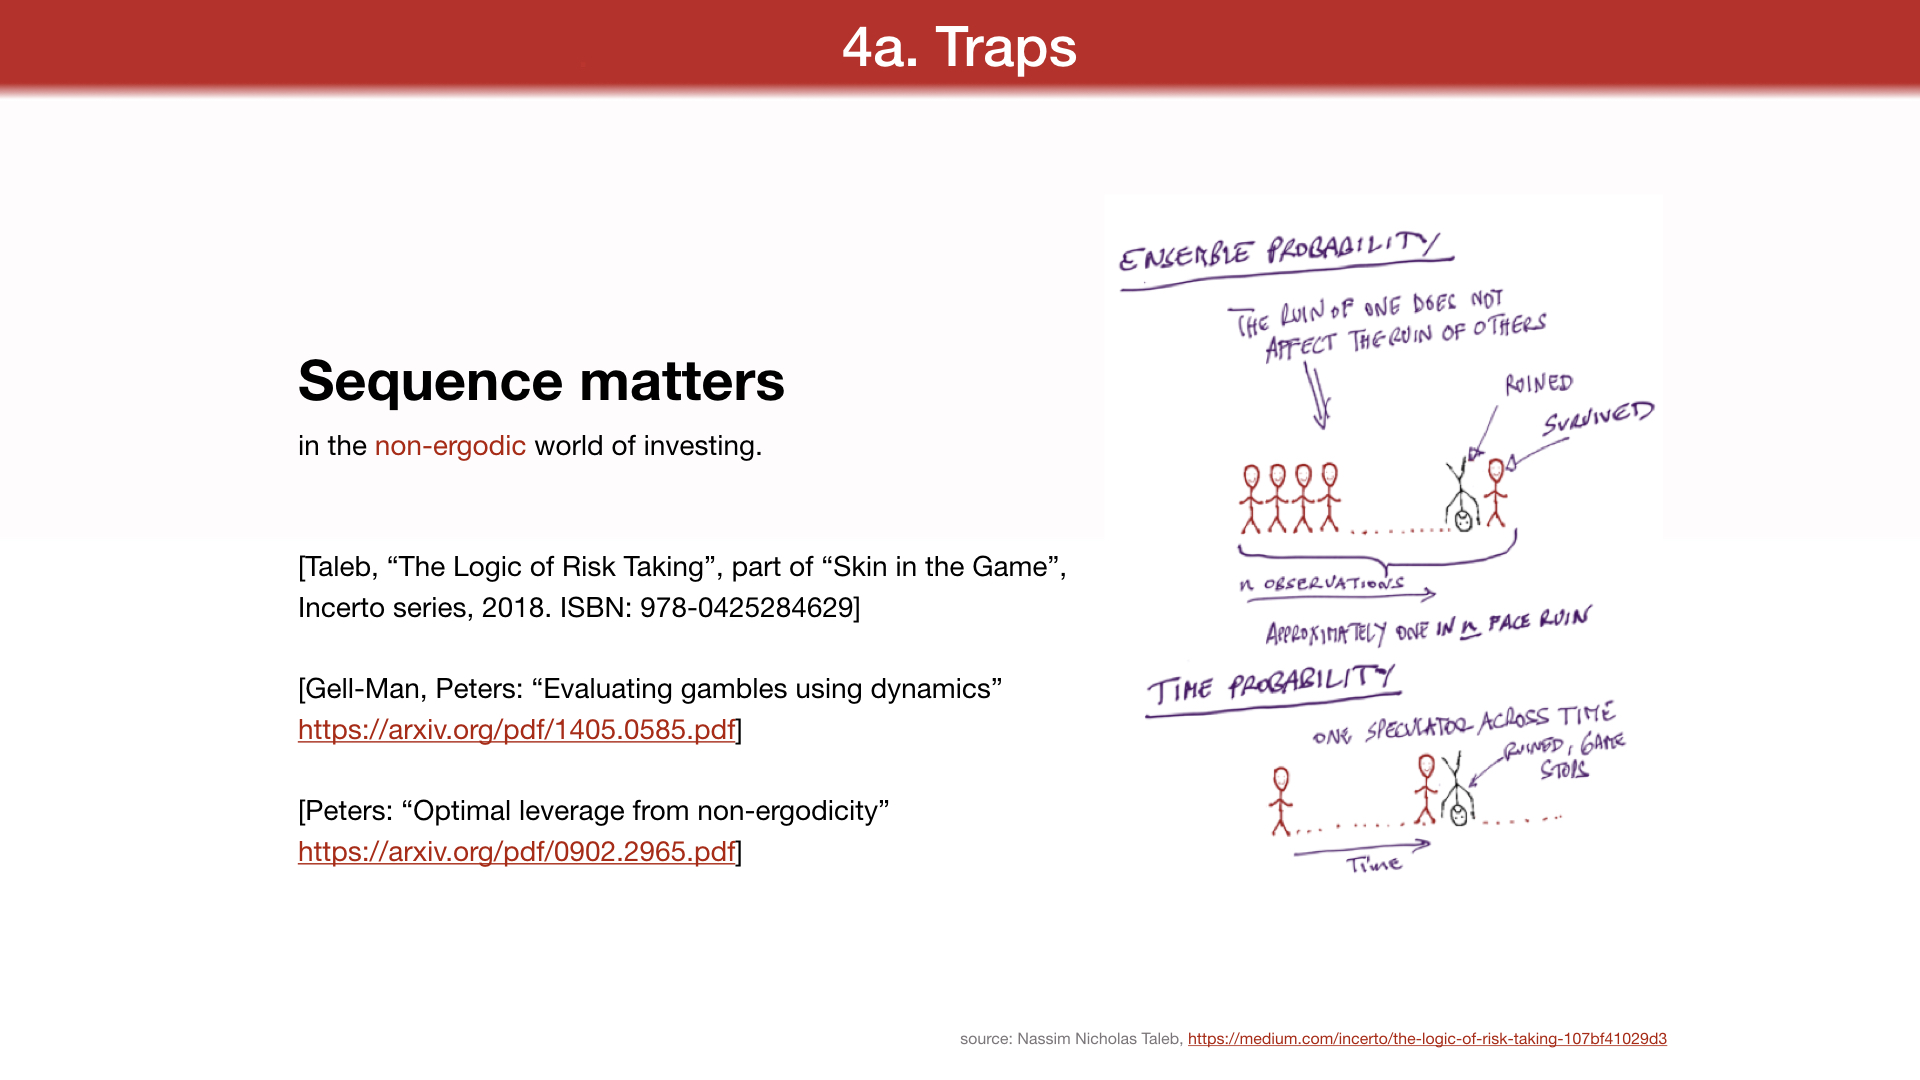 4a. Traps
Sequence matters
in the non-ergodic world of investing.
[Taleb, “The Logic of Risk Taking”, part of “Skin in the Game”,
Incerto series, 2018. ISBN: 978-0425284629]
[Gell-Man, Peters: “Evaluating gambles using dynamics”
https://arxiv.org/pdf/1405.0585.pdf]
[Peters: “Optimal leverage from non-ergodicity”
https://arxiv.org/pdf/0902.2965.pdf]
ENSEMBLE PROBABILITY
THE RUIN OF ONE DOES NOT
AFFECT THE RUIN OF OTHERS
RUINED
SURVIVED
n OBSERVATIONS
APPROXIMATELY ONE IN n FACE RUIN
TIME PROBABILITY
ONE SPECULATOR ACROSS TIME
RUINED, GAME
STOPS
Time
source: Nassim Nicholas Taleb, https://medium.com/incerto/the-logic-of-risk-taking-107bf41029d3